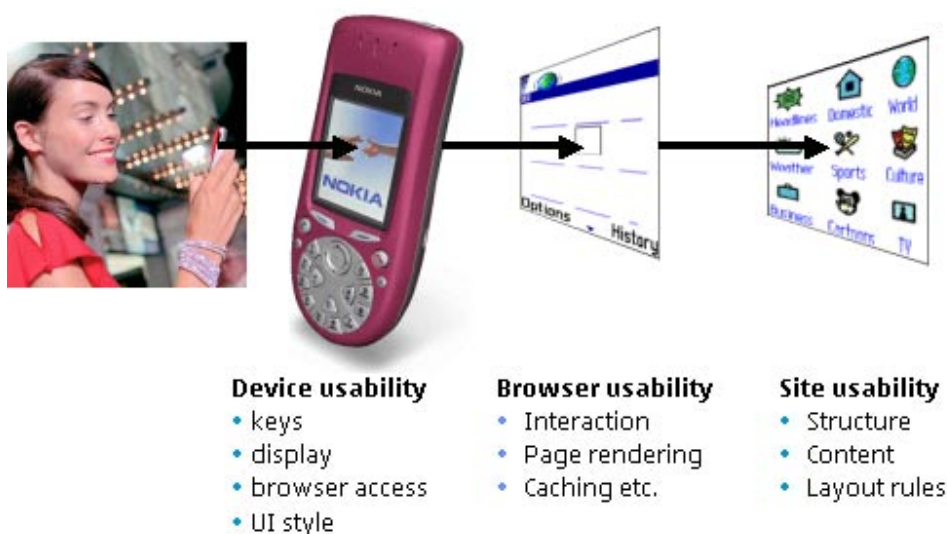 NOKIA
NOKIA
Options
History
Headlines Domestic World
Weather Sports Culture
Business Cartoons TV
Device usability
• keys
• display
• browser access
• UI style
Browser usability
• Interaction
• Page rendering
• Caching etc.
Site usability
• Structure
• Content
• Layout rules